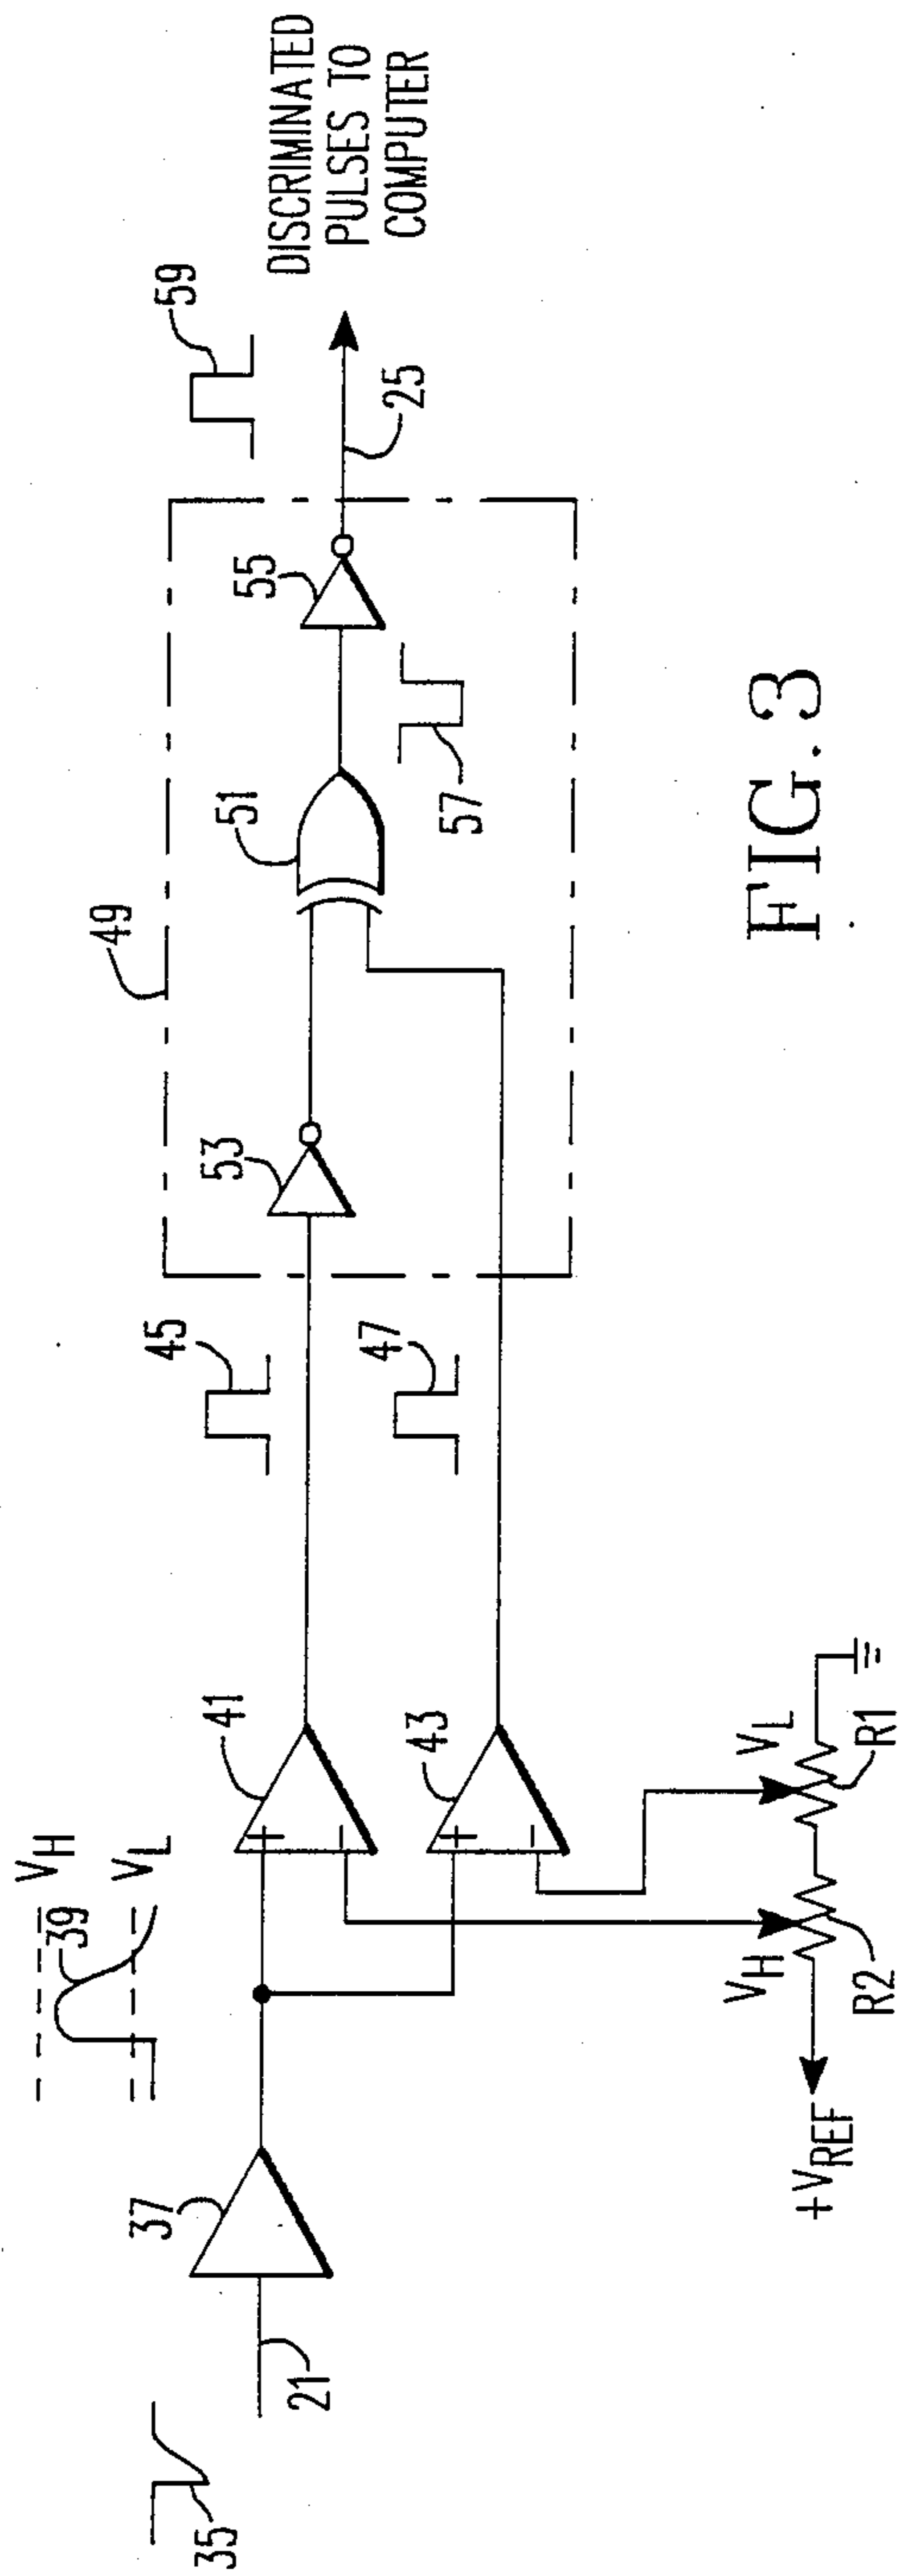 35
21
37
39
V_H
V_L
41
43
+V_REF
V_H
R2
V_L
R1
45
47
49
53
51
57
55
59
25
DISCRIMINATED
PULSES TO
COMPUTER
+
-
+
-
FIG. 3